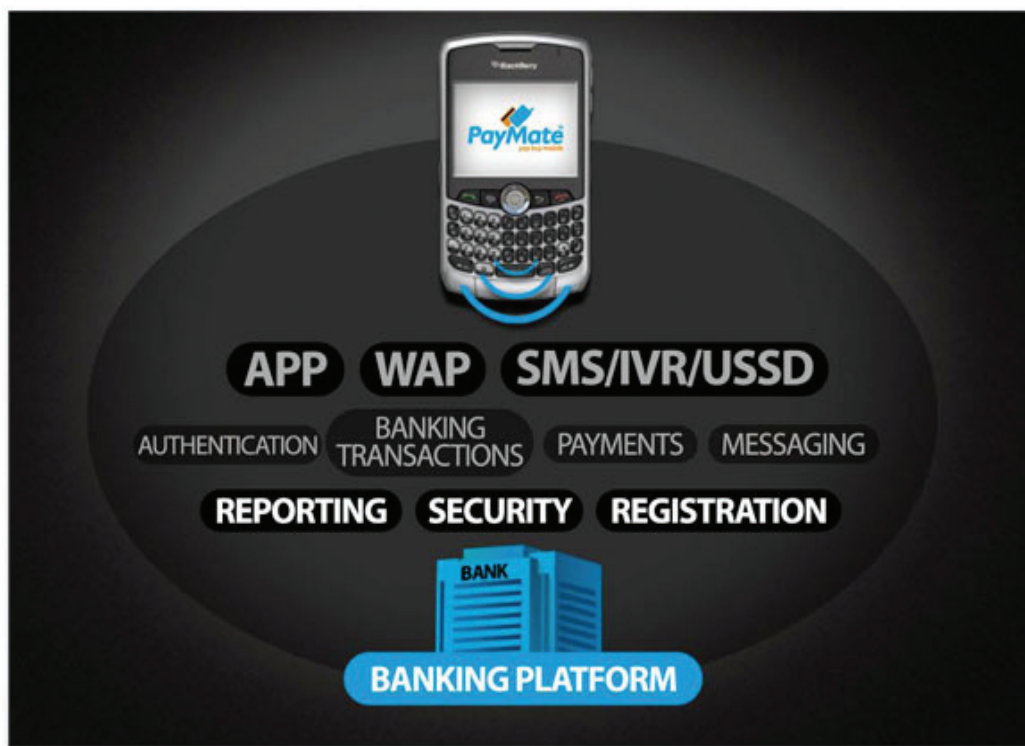 BlackBerry
PayMate
pay buy mobile
APP WAP SMS/IVR/USSD
AUTHENTICATION BANKING TRANSACTIONS PAYMENTS MESSAGING
REPORTING SECURITY REGISTRATION
BANK
BANKING PLATFORM